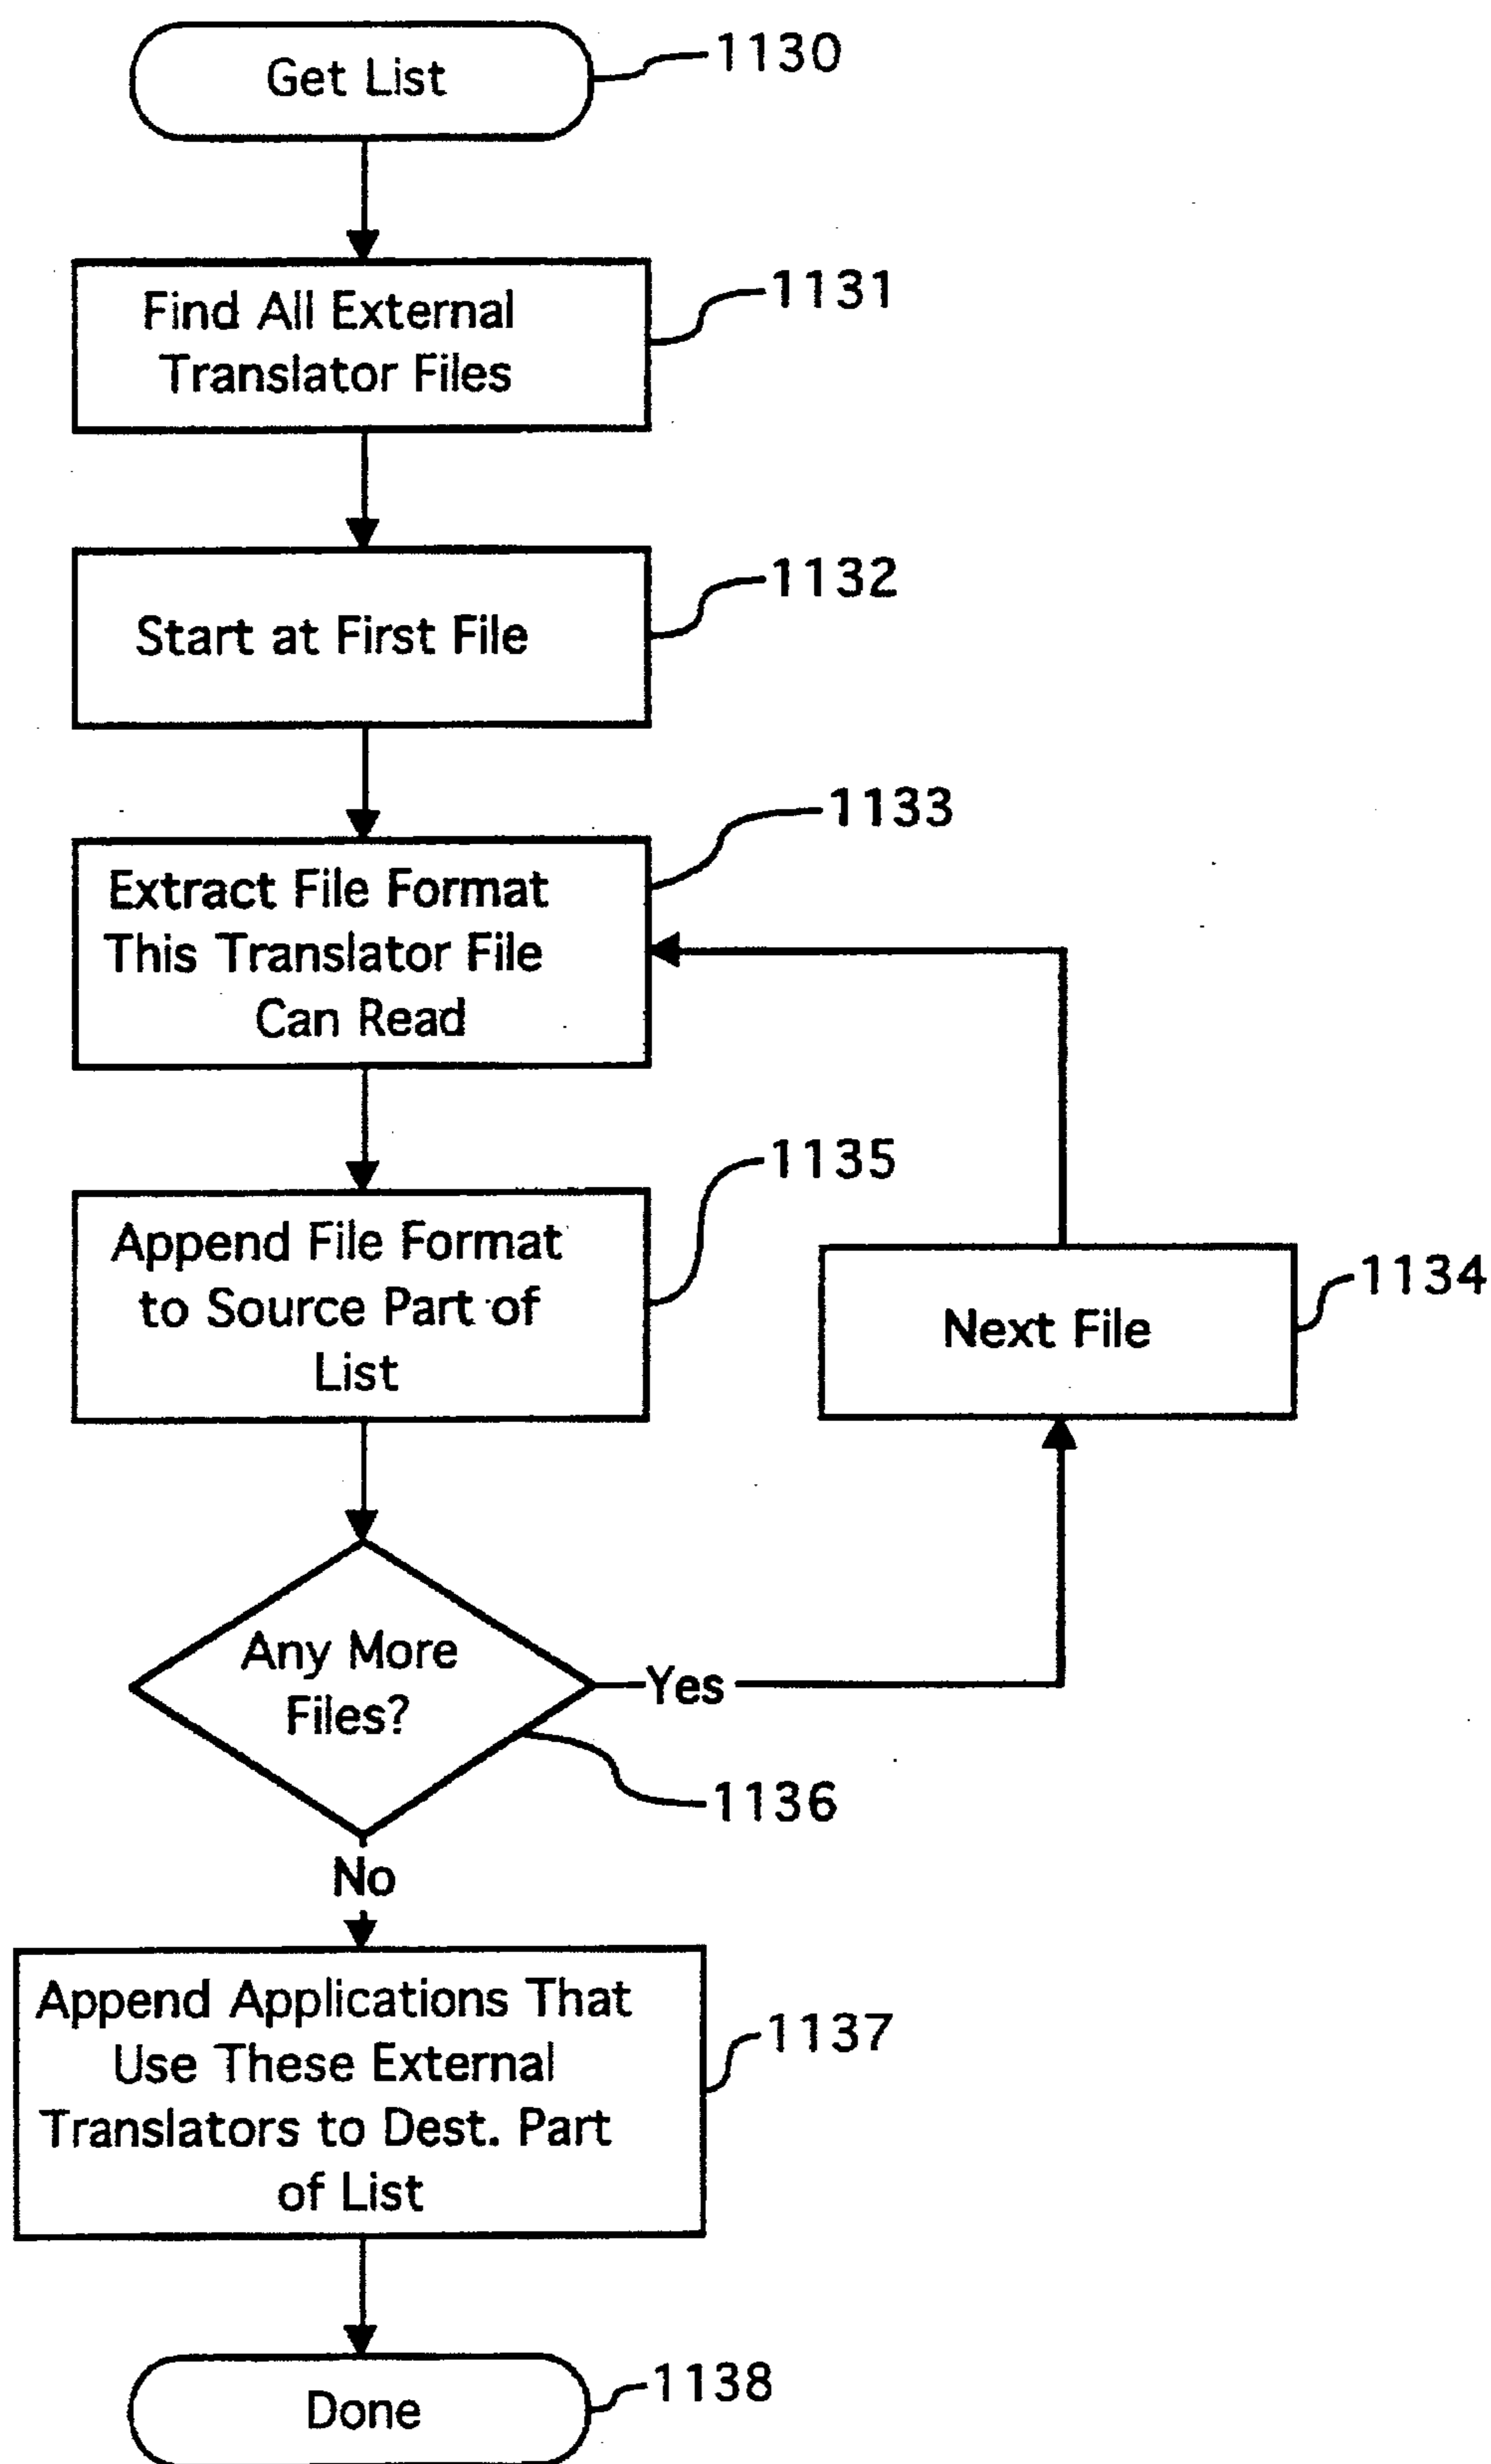 Get List
1130
Find All External
Translator Files
1131
Start at First File
1132
1133
Extract File Format
This Translator File
Can Read
1135
Append File Format
to Source Part of
List
Next File
1134
Any More
Files?
Yes
1136
No
Append Applications That
Use These External
Translators to Dest. Part
of List
1137
Done
1138